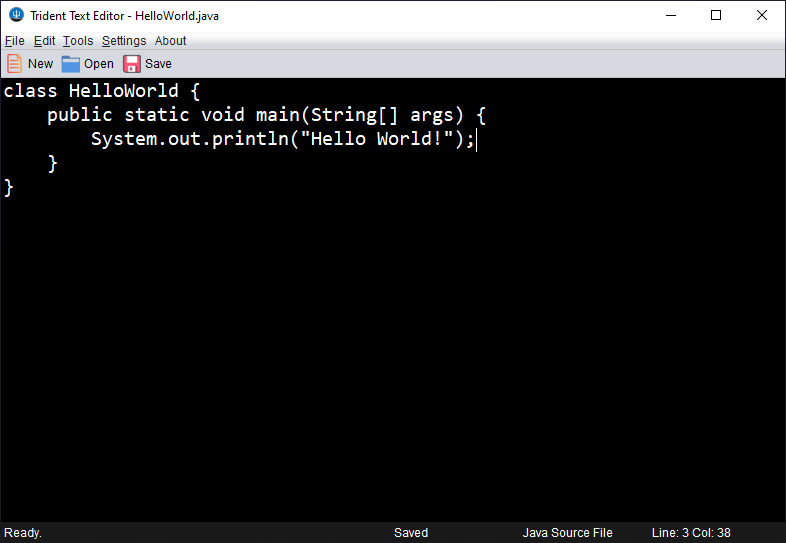 Trident Text Editor - HelloWorld.java
File Edit Tools Settings About
New Open Save
class HelloWorld {
    public static void main(String[] args) {
        System.out.println("Hello World!");
    }
}
Ready. Saved Java Source File Line: 3 Col: 38